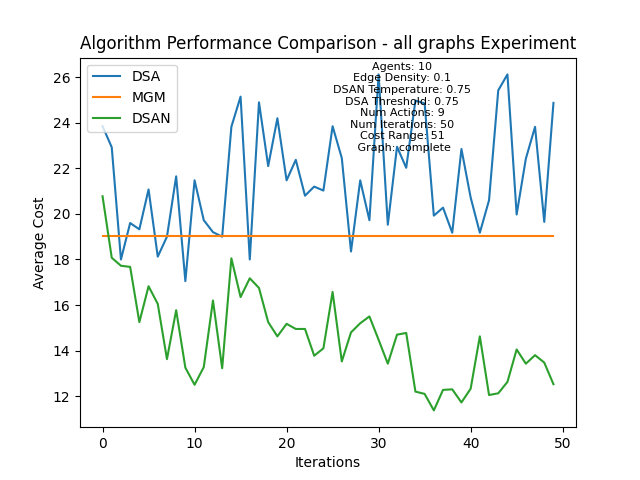 Algorithm Performance Comparison - all graphs Experiment
DSA
MGM
DSAN
Agents: 10
Edge Density: 0.1
DSAN Temperature: 0.75
DSA Threshold: 0.75
Num Actions: 9
Num Iterations: 50
Cost Range: 51
Graph: complete
Average Cost
26
24
22
20
18
16
14
12
0
10
20
30
40
50
Iterations